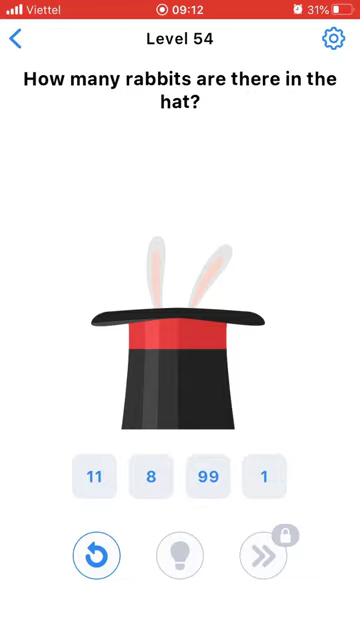 Viettel 09:12 31%
Level 54
How many rabbits are there in the
hat?
11 8 99 1